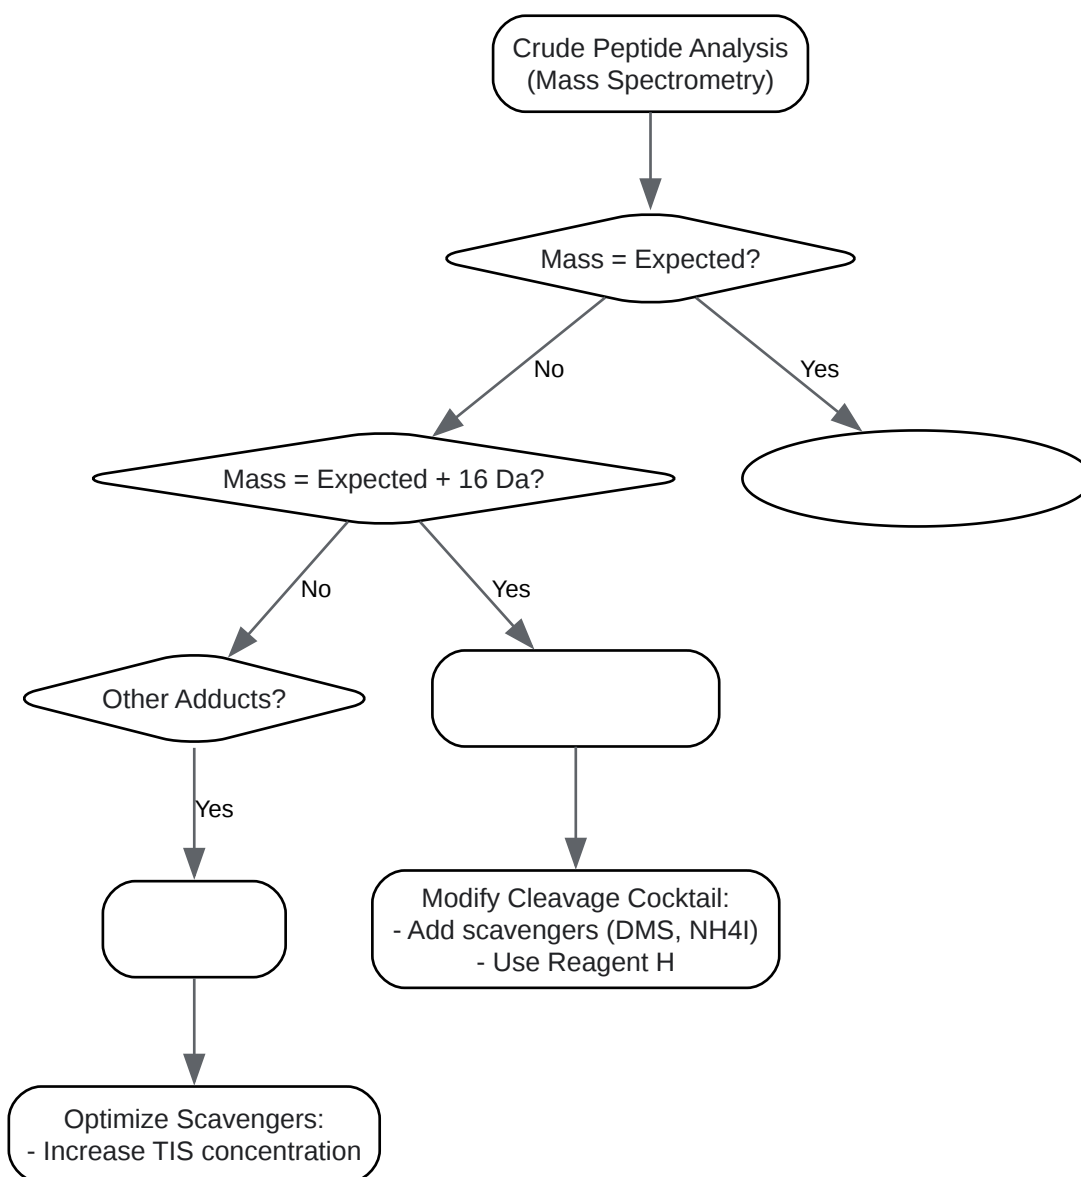 Crude Peptide Analysis
(Mass Spectrometry)
Mass = Expected?
No
Yes
Mass = Expected + 16 Da?
No
Yes
Other Adducts?
Yes
Modify Cleavage Cocktail:
- Add scavengers (DMS, NH4I)
- Use Reagent H
Optimize Scavengers:
- Increase TIS concentration